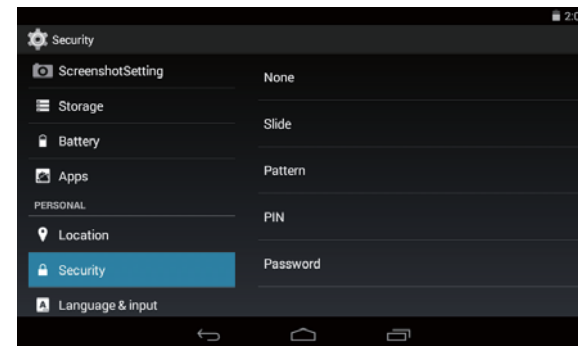 Security
ScreenshotSetting
Storage
Battery
Apps
PERSONAL
Location
Security
Language & input
None
Slide
Pattern
PIN
Password